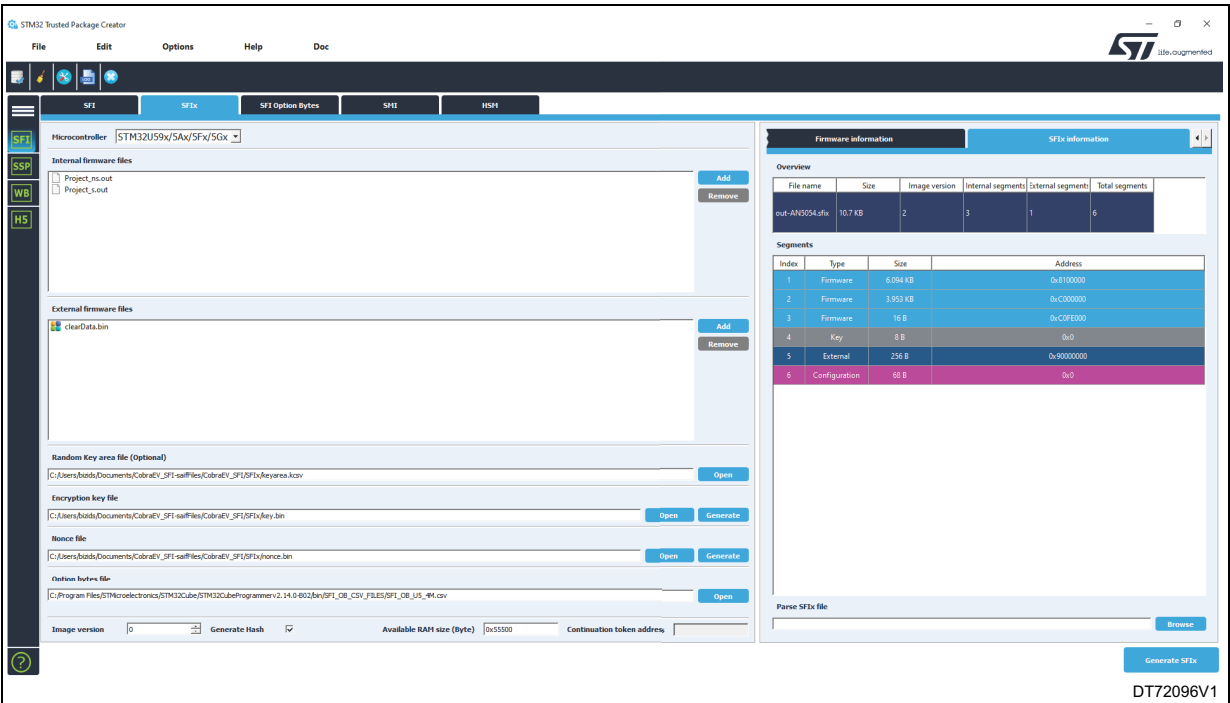 STM32 Trusted Package Creator
File Edit Options Help Doc
life.augmented
SFI SFIx SFI Option Bytes SMI HSM
SFI
SSP
WB
H5
Microcontroller STM32U59x/5Ax/5Fx/5Gx
Internal firmware files
Project_ns.out
Project_s.out
Add
Remove
External firmware files
clearData.bin
Add
Remove
Random Key area file (Optional)
C:/Users/bizids/Documents/CobraEV_SFI-saifFiles/CobraEV_SFI/SFIx/keyarea.kcsv Open
Encryption key file
C:/Users/bizids/Documents/CobraEV_SFI-saifFiles/CobraEV_SFI/SFIx/key.bin Open Generate
Nonce file
C:/Users/bizids/Documents/CobraEV_SFI-saifFiles/CobraEV_SFI/SFIx/nonce.bin Open Generate
Option bytes file
C:/Program Files/STMicroelectronics/STM32Cube/STM32CubeProgrammerv2.14.0-B02/bin/SFI_OB_CSV_FILES/SFI_OB_U5_4M.csv Open
Image version 0 Generate Hash Available RAM size (Byte) 0x55500 Continuation token addres
Firmware information SFIx information
Overview
File name Size Image version Internal segments External segments Total segments
out-AN5054.sfix 10.7 KB 2 3 1 6
Segments
Index Type Size Address
1 Firmware 6.094 KB 0x8100000
2 Firmware 3.953 KB 0xC000000
3 Firmware 16 B 0xC0FE000
4 Key 8 B 0x0
5 External 256 B 0x90000000
6 Configuration 68 B 0x0
Parse SFIx file
Browse
Generate SFIx
DT72096V1